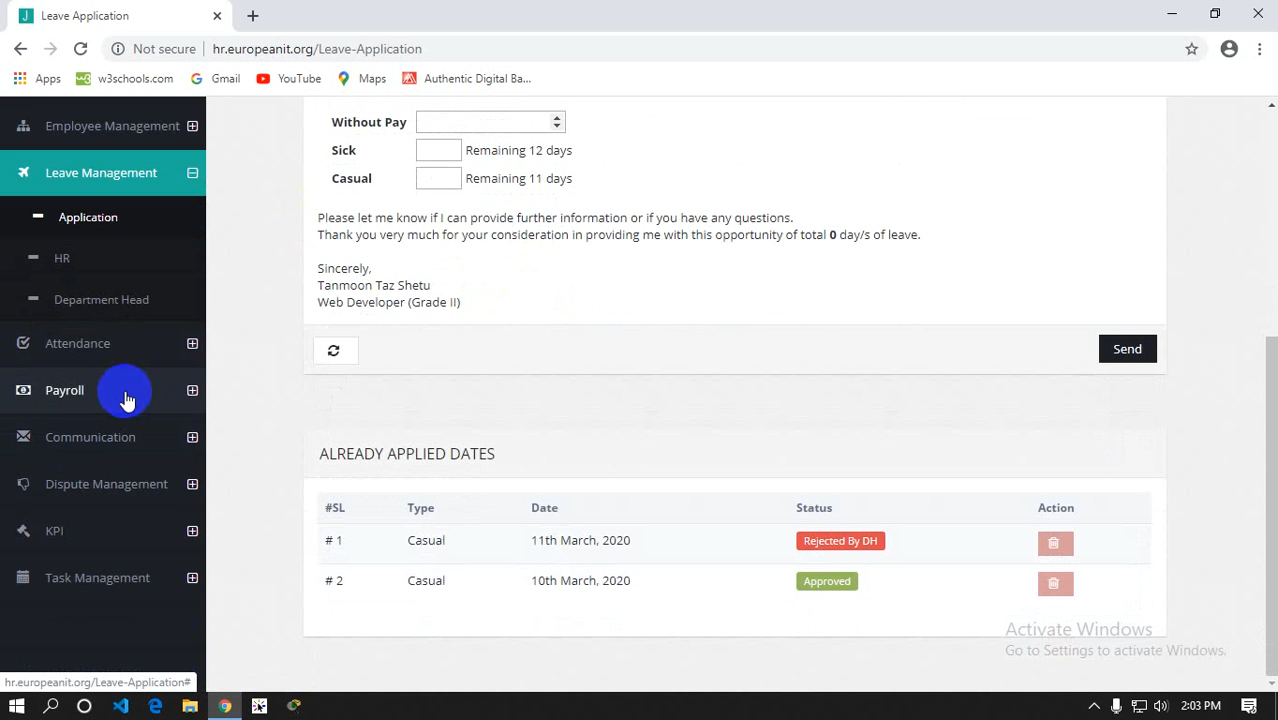 Leave Application
Not secure hr.europeanit.org/Leave-Application
Apps w3schools.com Gmail YouTube Maps Authentic Digital Ba...
Employee Management
Leave Management
Application
HR
Department Head
Attendance
Payroll
Communication
Dispute Management
KPI
Task Management
Without Pay
Sick Remaining 12 days
Casual Remaining 11 days
Please let me know if I can provide further information or if you have any questions.
Thank you very much for your consideration in providing me with this opportunity of total 0 day/s of leave.
Sincerely,
Tanmoon Taz Shetu
Web Developer (Grade II)
Send
ALREADY APPLIED DATES
#SL Type Date Status Action
# 1 Casual 11th March, 2020 Rejected By DH
# 2 Casual 10th March, 2020 Approved
Activate Windows
Go to Settings to activate Windows.
hr.europeanit.org/Leave-Application#
2:03 PM